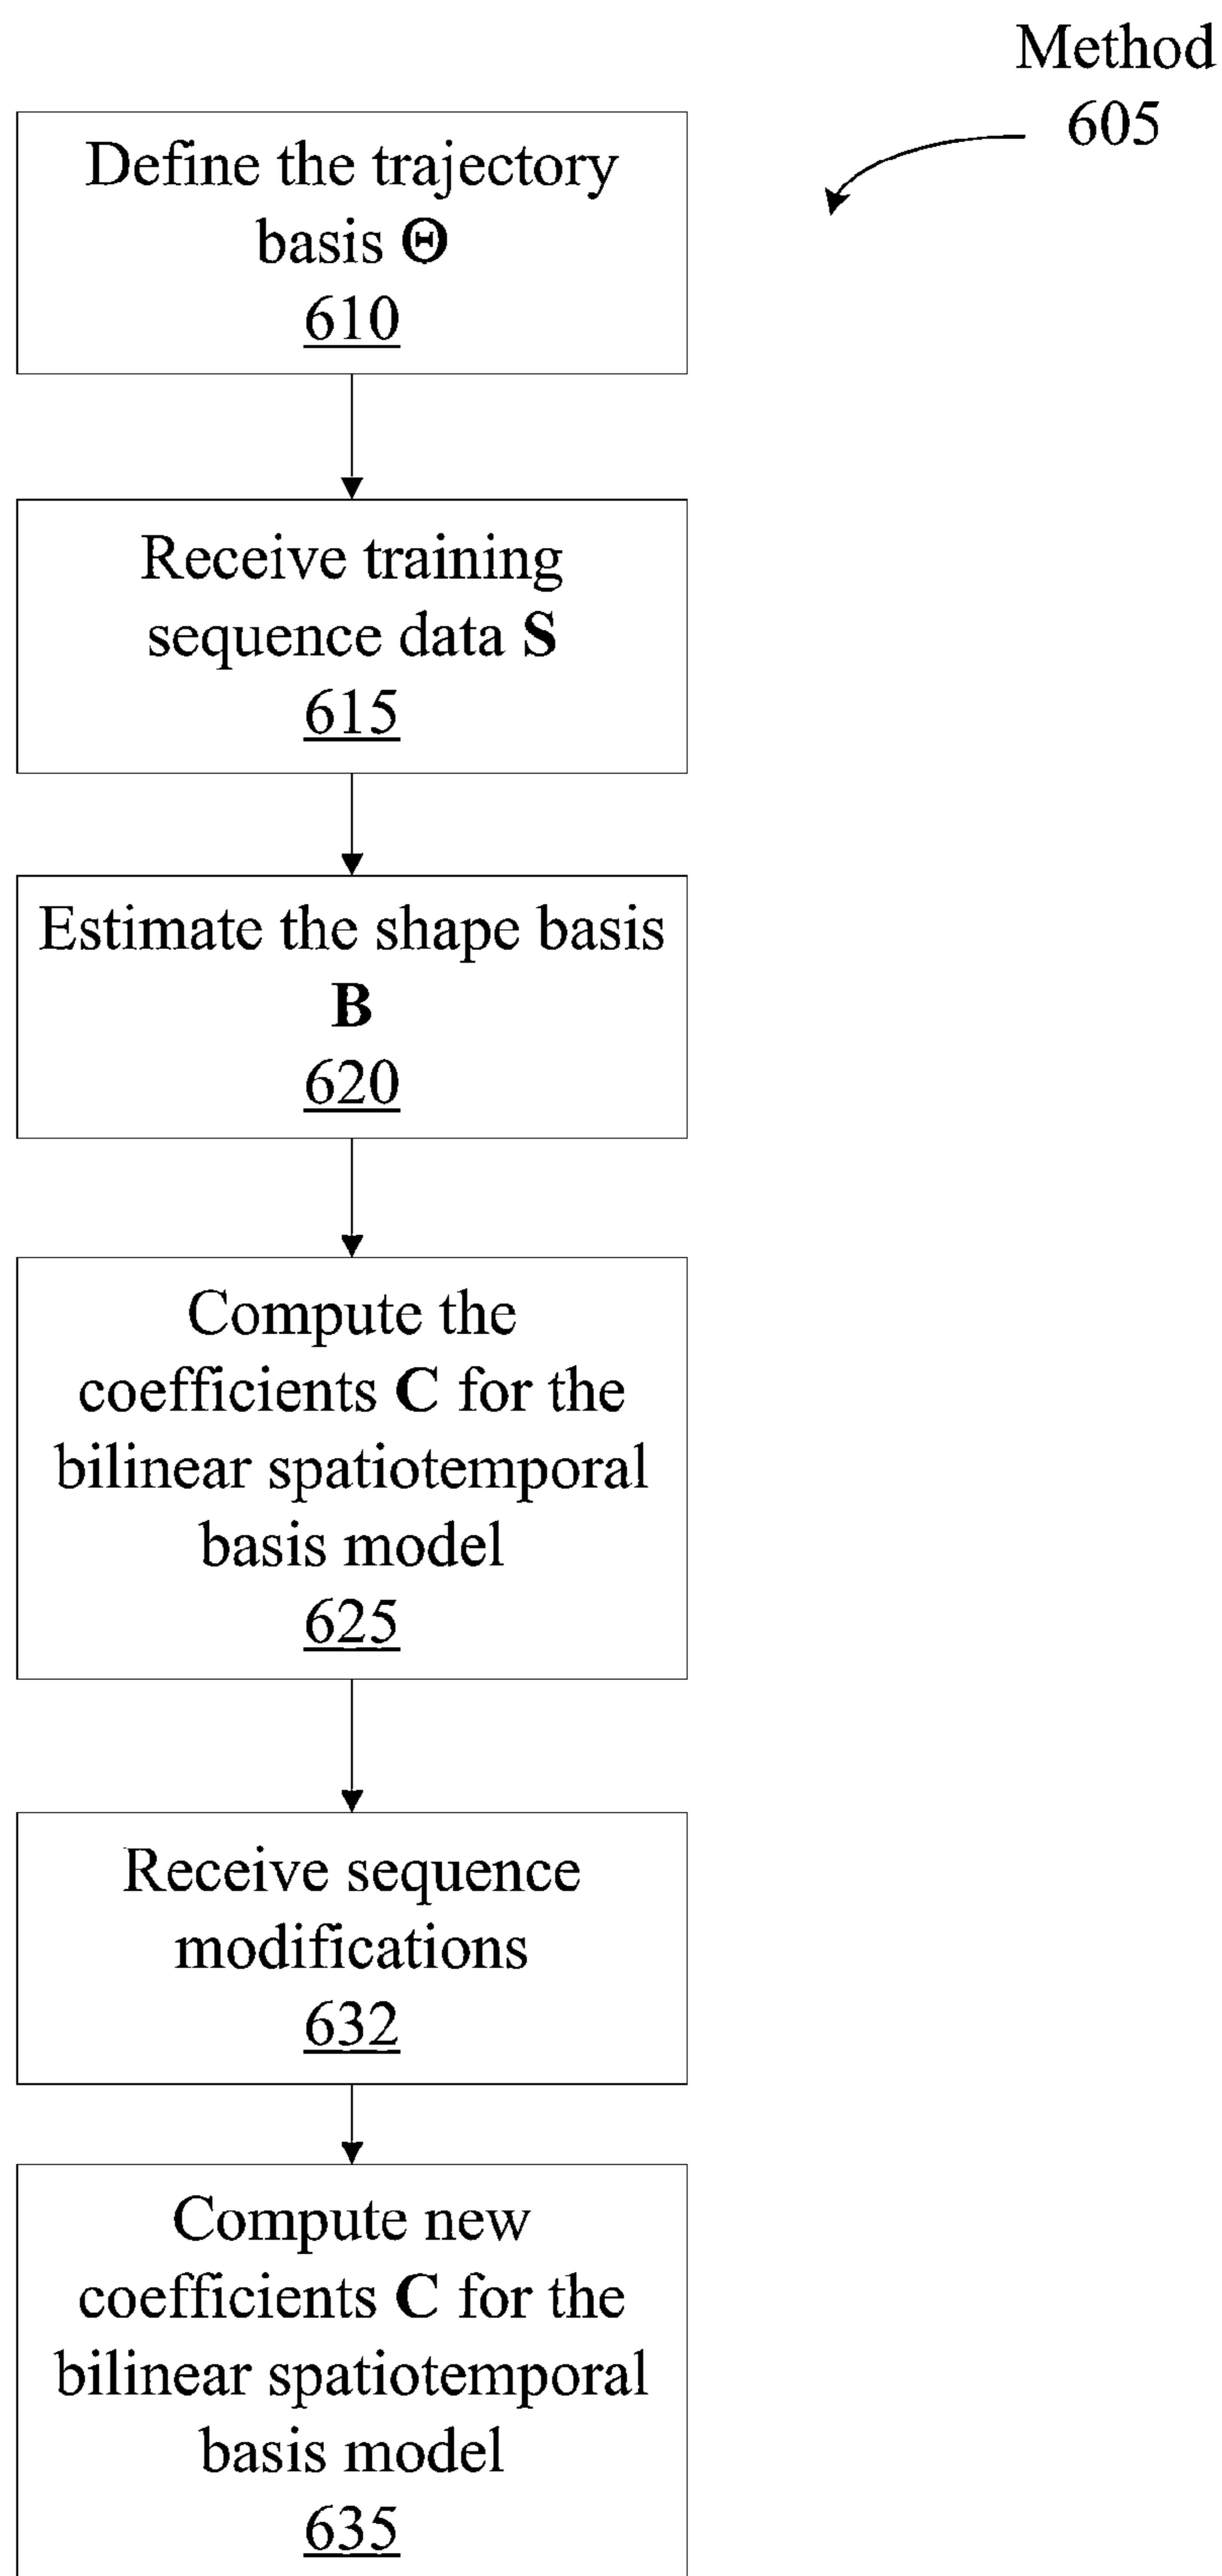 Method
605
Define the trajectory
basis Θ
610
Receive training
sequence data S
615
Estimate the shape basis
B
620
Compute the
coefficients C for the
bilinear spatiotemporal
basis model
625
Receive sequence
modifications
632
Compute new
coefficients C for the
bilinear spatiotemporal
basis model
635